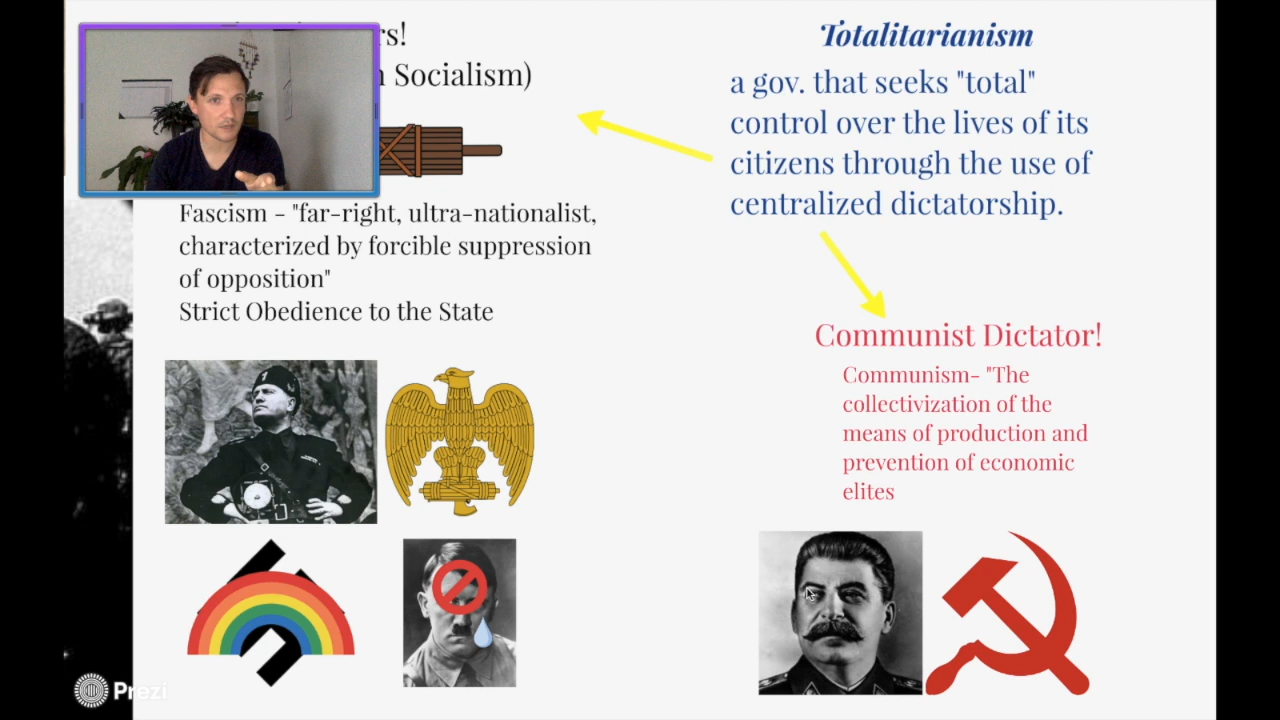 rs!
n Socialism)
Fascism - "far-right, ultra-nationalist,
characterized by forcible suppression
of opposition"
Strict Obedience to the State
Totalitarianism
a gov. that seeks "total"
control over the lives of its
citizens through the use of
centralized dictatorship.
Communist Dictator!
Communism- "The
collectivization of the
means of production and
prevention of economic
elites
Prezi